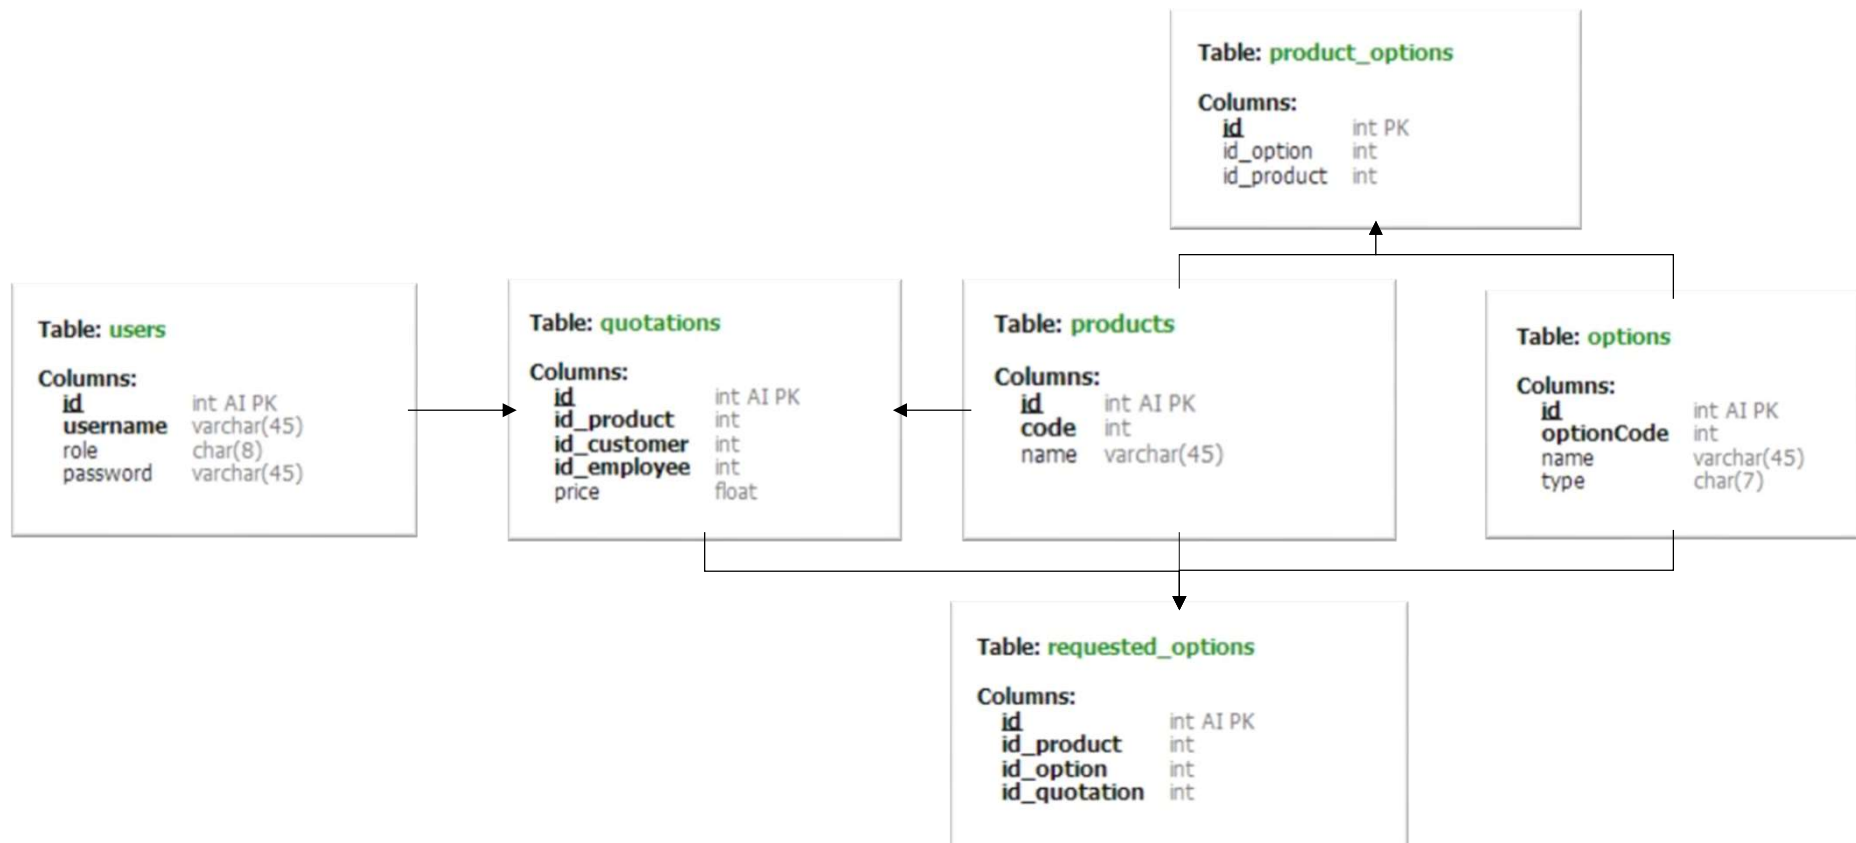 Table: product_options
Columns:
id int PK
id_option int
id_product int
Table: users
Columns:
id int AI PK
username varchar(45)
role char(8)
password varchar(45)
Table: quotations
Columns:
id int AI PK
id_product int
id_customer int
id_employee int
price float
Table: products
Columns:
id int AI PK
code int
name varchar(45)
Table: options
Columns:
id int AI PK
optionCode int
name varchar(45)
type char(7)
Table: requested_options
Columns:
id int AI PK
id_product int
id_option int
id_quotation int